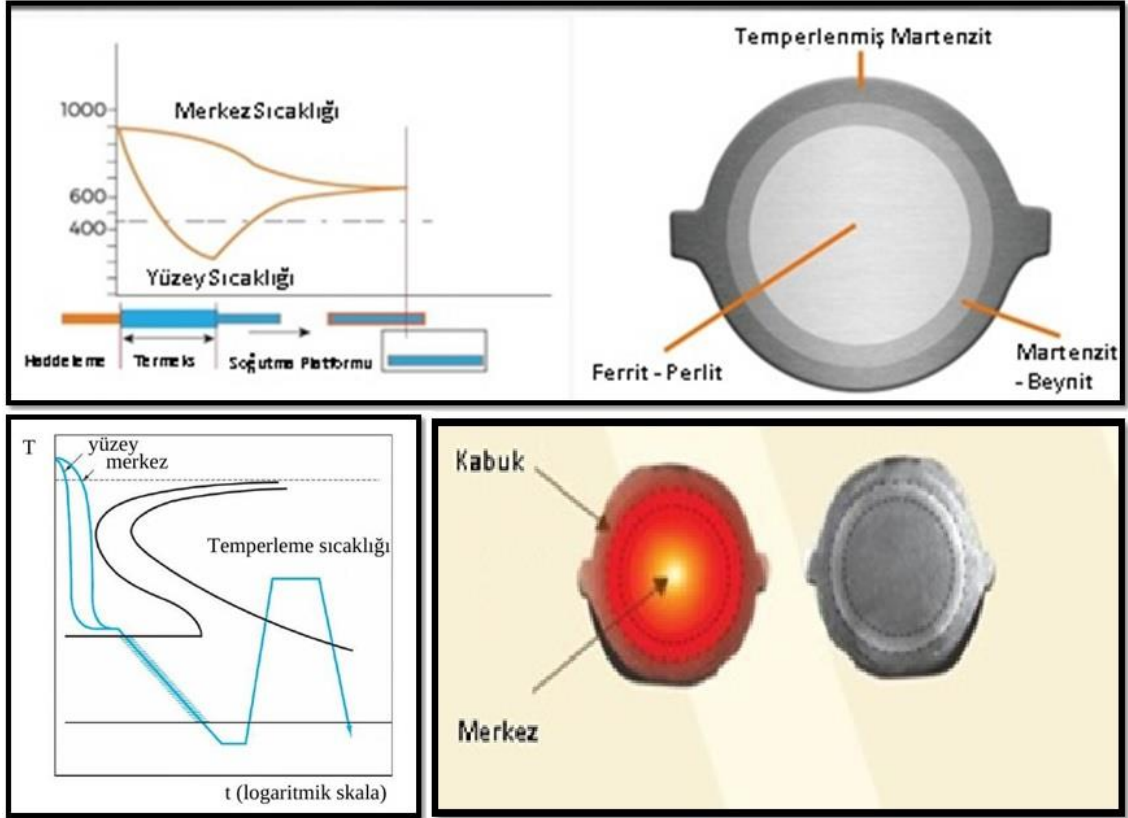 1000
600
400
Merkez Sıcaklığı
Yüzey Sıcaklığı
Haddeleme
Termeks
Soğutma Platformu
Temperlenmiş Martenzit
Ferrit - Perlit
Martenzit
- Beynit
T
yüzey
merkez
Temperleme sıcaklığı
t (logaritmik skala)
Kabuk
Merkez